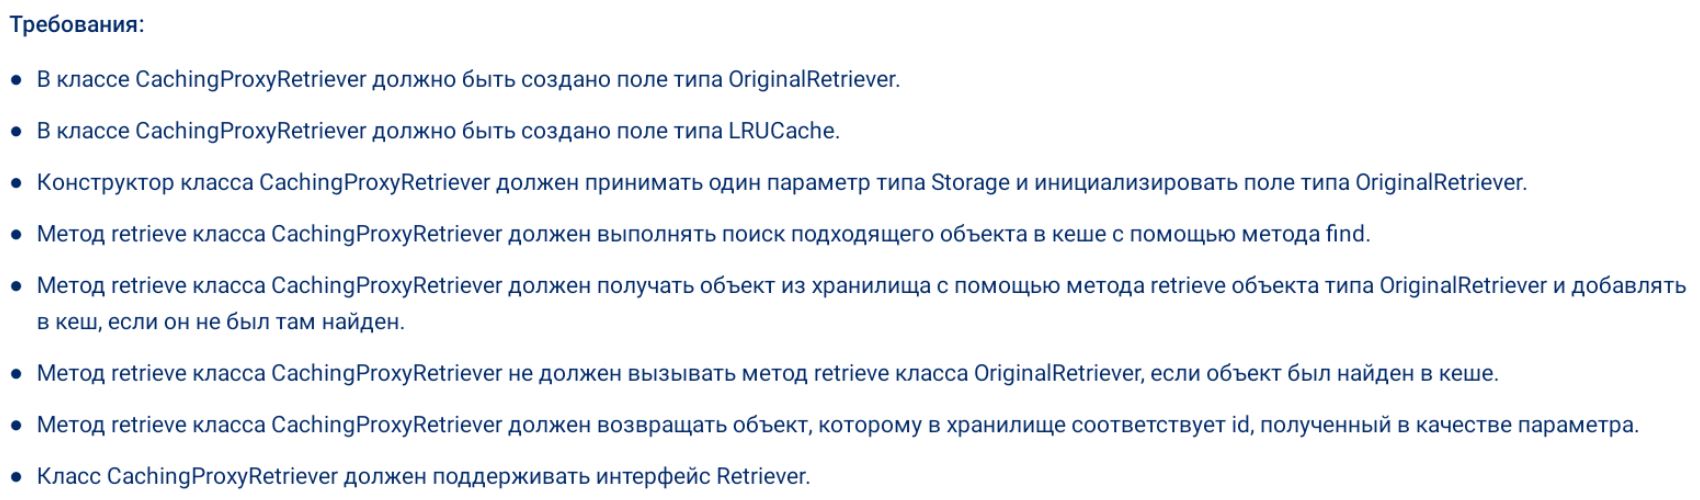 Требования:
● В классе CachingProxyRetriever должно быть создано поле типа OriginalRetriever.
● В классе CachingProxyRetriever должно быть создано поле типа LRUCache.
● Конструктор класса CachingProxyRetriever должен принимать один параметр типа Storage и инициализировать поле типа OriginalRetriever.
● Метод retrieve класса CachingProxyRetriever должен выполнять поиск подходящего объекта в кеше с помощью метода find.
● Метод retrieve класса CachingProxyRetriever должен получать объект из хранилища с помощью метода retrieve объекта типа OriginalRetriever и добавлять
в кеш, если он не был там найден.
● Метод retrieve класса CachingProxyRetriever не должен вызывать метод retrieve класса OriginalRetriever, если объект был найден в кеше.
● Метод retrieve класса CachingProxyRetriever должен возвращать объект, которому в хранилище соответствует id, полученный в качестве параметра.
● Класс CachingProxyRetriever должен поддерживать интерфейс Retriever.